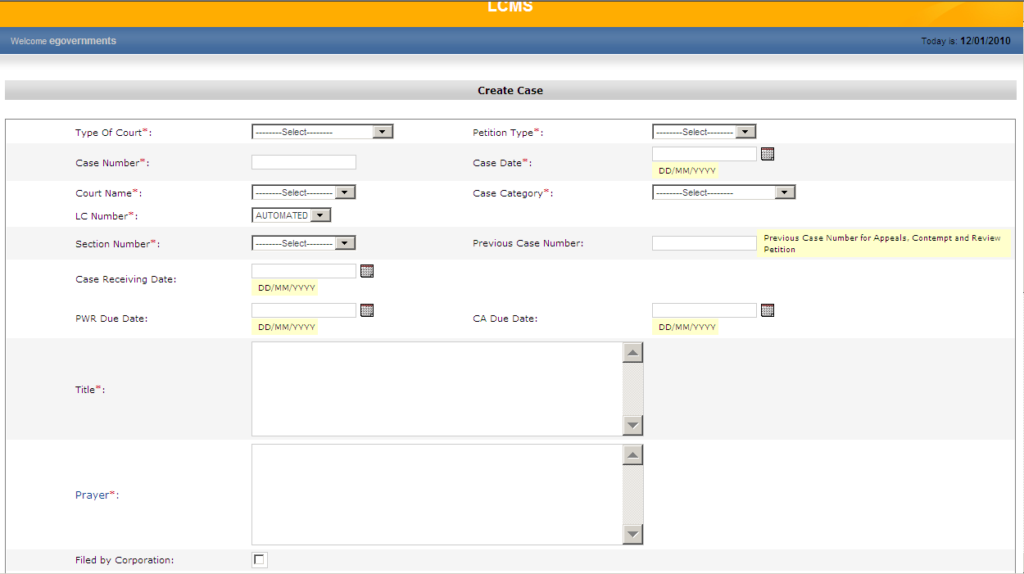 LCMS
Welcome egovernments Today is: 12/01/2010
Create Case
Type Of Court*: --------Select-------- Petition Type*: --------Select--------
Case Number*: Case Date*:
DD/MM/YYYY
Court Name*: --------Select-------- Case Category*: --------Select--------
LC Number*: AUTOMATED
Section Number*: --------Select-------- Previous Case Number: Previous Case Number for Appeals, Contempt and Review
Petition
Case Receiving Date:
DD/MM/YYYY
PWR Due Date: CA Due Date:
DD/MM/YYYY DD/MM/YYYY
Title*:
Prayer*:
Filed by Corporation: